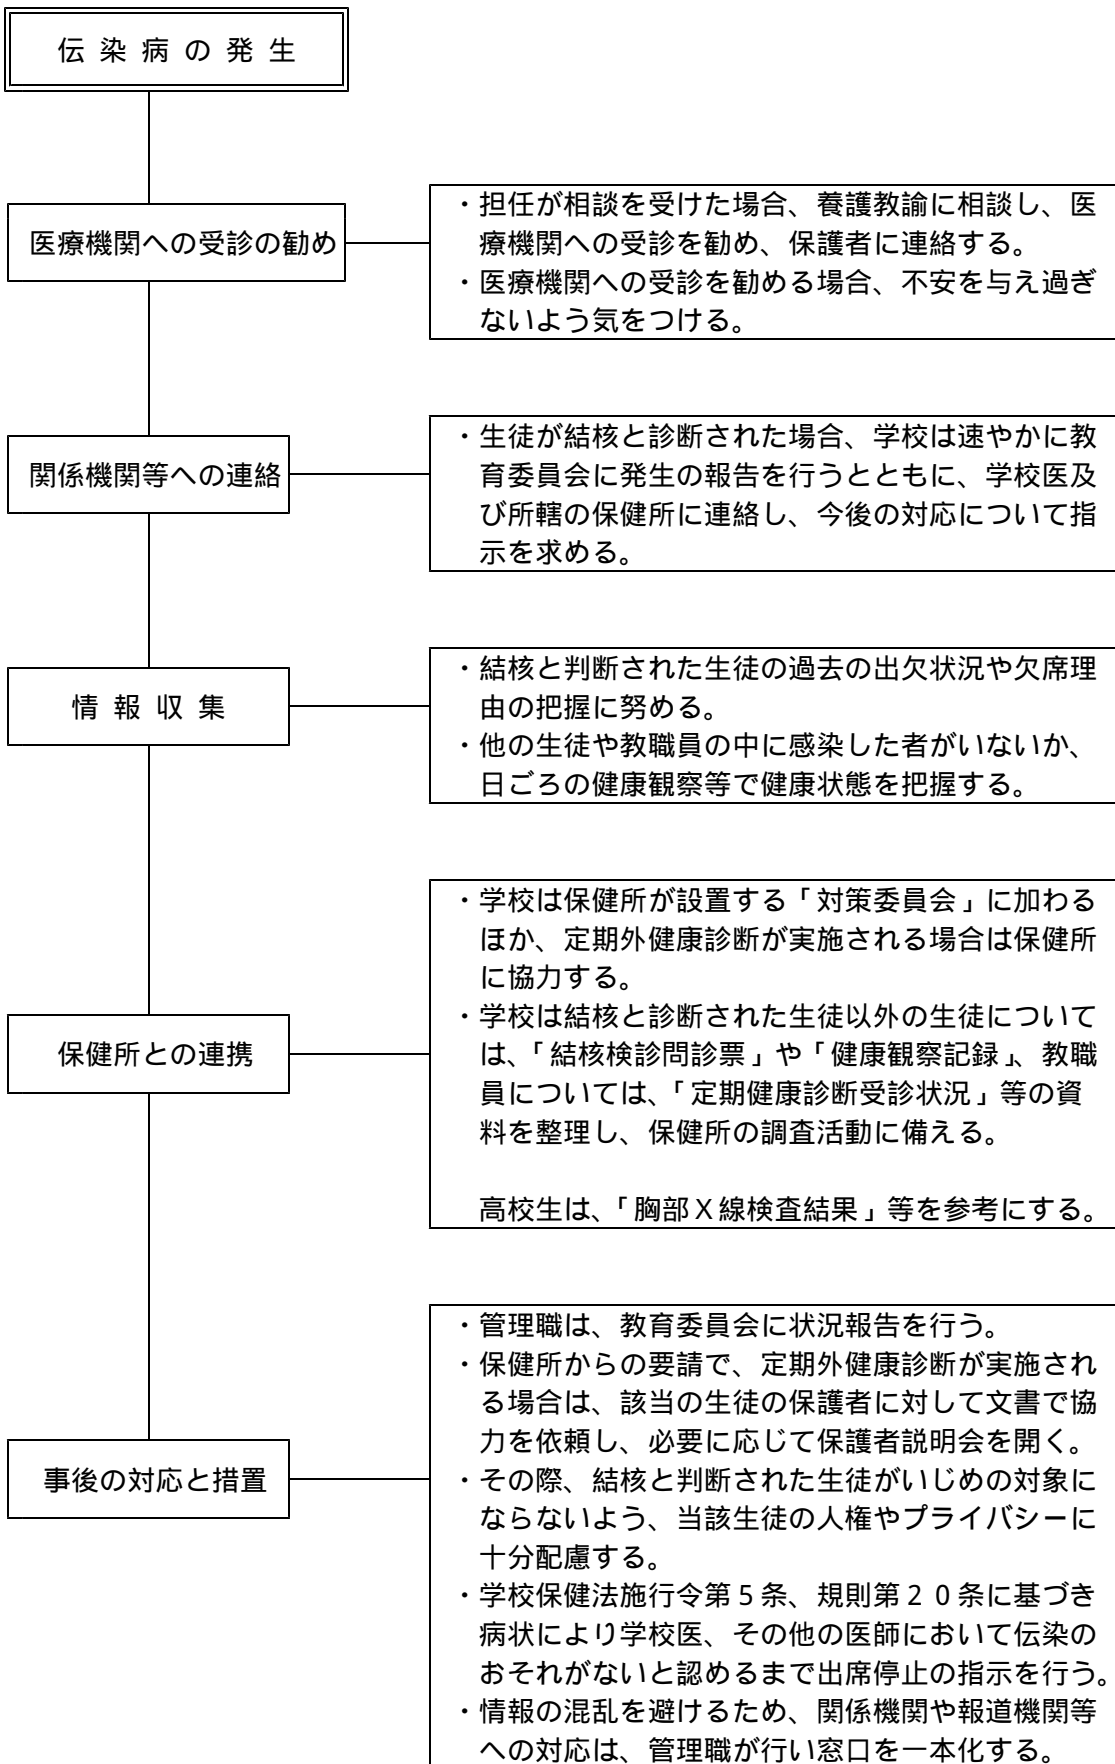 伝 染 病 の 発 生
医療機関への受診の勧め
・担任が相談を受けた場合、養護教諭に相談し、医
療機関への受診を勧め、保護者に連絡する。
・医療機関への受診を勧める場合、不安を与え過ぎ
ないよう気をつける。
関係機関等への連絡
・生徒が結核と診断された場合、学校は速やかに教
育委員会に発生の報告を行うとともに、学校医及
び所轄の保健所に連絡し、今後の対応について指
示を求める。
情 報 収 集
・結核と判断された生徒の過去の出欠状況や欠席理
由の把握に努める。
・他の生徒や教職員の中に感染した者がいないか、
日ごろの健康観察等で健康状態を把握する。
保健所との連携
・学校は保健所が設置する「対策委員会」に加わる
ほか、定期外健康診断が実施される場合は保健所
に協力する。
・学校は結核と診断された生徒以外の生徒について
は、「結核検診問診票」や「健康観察記録」、教職
員については、「定期健康診断受診状況」等の資
料を整理し、保健所の調査活動に備える。
高校生は、「胸部X線検査結果」等を参考にする。
事後の対応と措置
・管理職は、教育委員会に状況報告を行う。
・保健所からの要請で、定期外健康診断が実施され
る場合は、該当の生徒の保護者に対して文書で協
力を依頼し、必要に応じて保護者説明会を開く。
・その際、結核と判断された生徒がいじめの対象に
ならないよう、当該生徒の人権やプライバシーに
十分配慮する。
・学校保健法施行令第5条、規則第20条に基づき
病状により学校医、その他の医師において伝染の
おそれがないと認めるまで出席停止の指示を行う。
・情報の混乱を避けるため、関係機関や報道機関等
への対応は、管理職が行い窓口を一本化する。